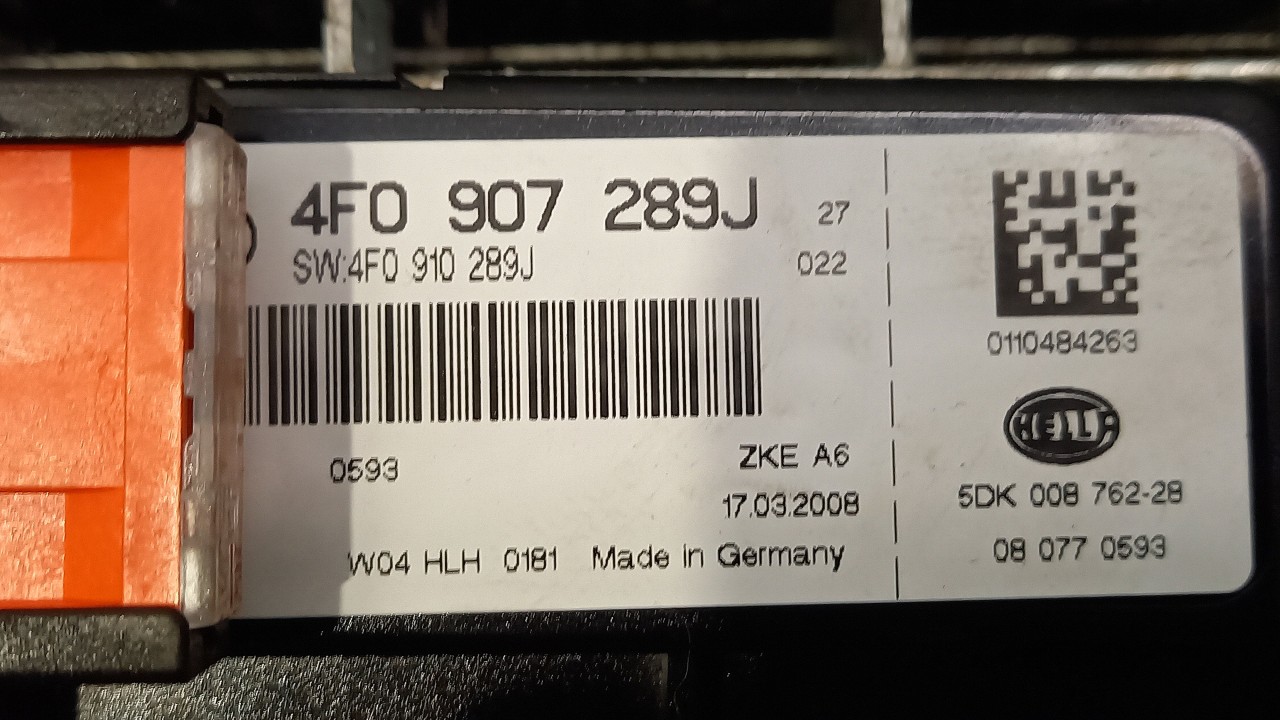 4F0 907 289J 27
SW:4F0 910 289J 022
0593
ZKE A6
17.03.2008
W04 HLH 0181 Made in Germany
0110484263
HELLA
5DK 008 762-28
08 077 0593